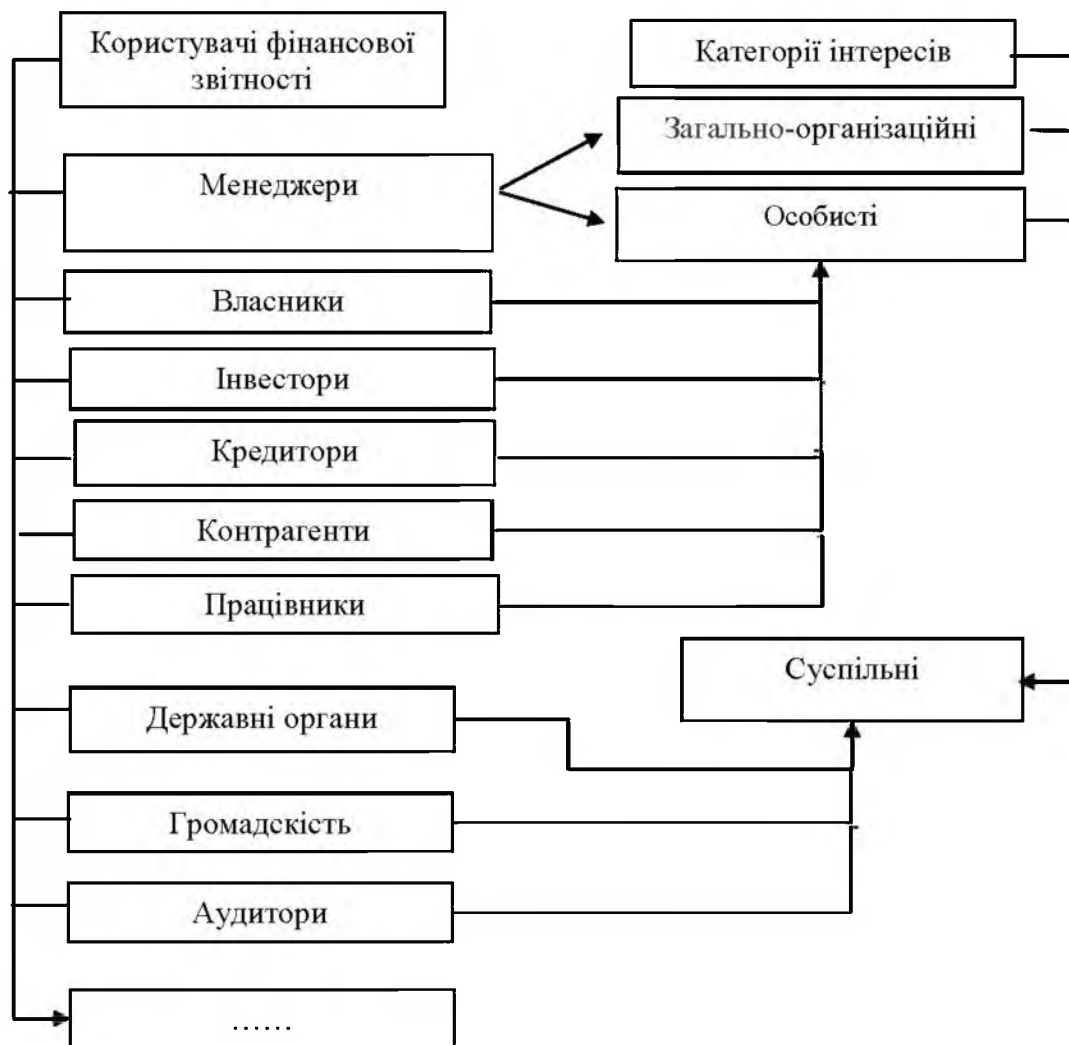 Користувачі фінансової
звітності
Категорії інтересів
Загально-організаційні
Менеджери
Особисті
Власники
Інвестори
Кредитори
Контрагенти
Працівники
Суспільні
Державні органи
Громадскість
Аудитори
......